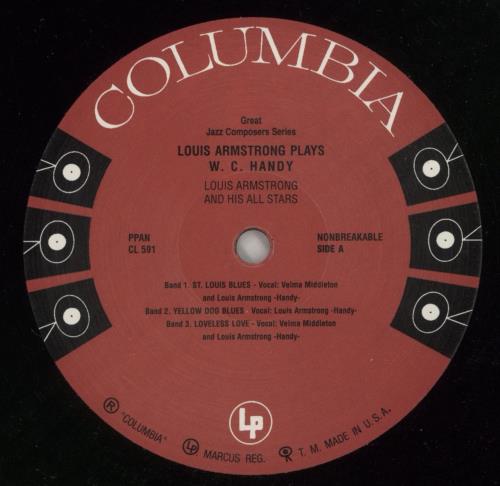 COLUMBIA
Great
Jazz Composers Series
LOUIS ARMSTRONG PLAYS
W. C. HANDY
LOUIS ARMSTRONG
AND HIS ALL STARS
PPAN
CL 591
NONBREAKABLE
SIDE A
Band 1. ST. LOUIS BLUES - Vocal: Velma Middleton
and Louis Armstrong -Handy-
Band 2. YELLOW DOG BLUES - Vocal: Louis Armstrong -Handy-
Band 3. LOVELESS LOVE - Vocal: Velma Middleton
and Louis Armstrong -Handy-
LP
® "COLUMBIA" LP MARCUS REG. T. M. MADE IN U.S.A.